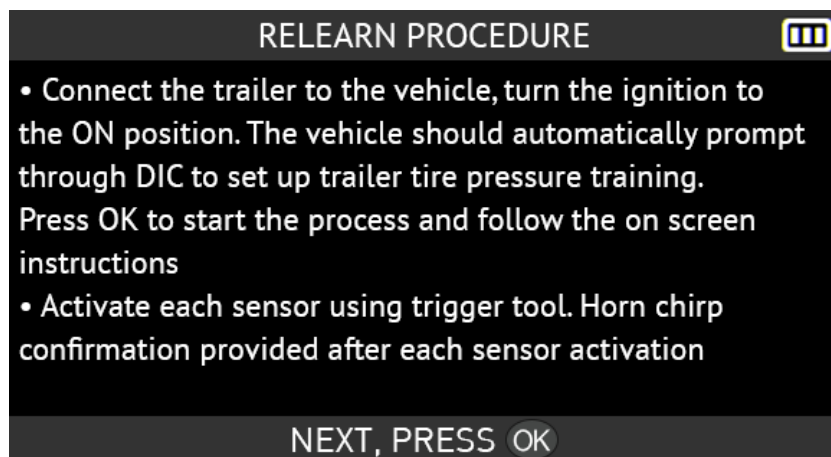 RELEARN PROCEDURE
• Connect the trailer to the vehicle, turn the ignition to
the ON position. The vehicle should automatically prompt
through DIC to set up trailer tire pressure training.
Press OK to start the process and follow the on screen
instructions
• Activate each sensor using trigger tool. Horn chirp
confirmation provided after each sensor activation
NEXT, PRESS OK